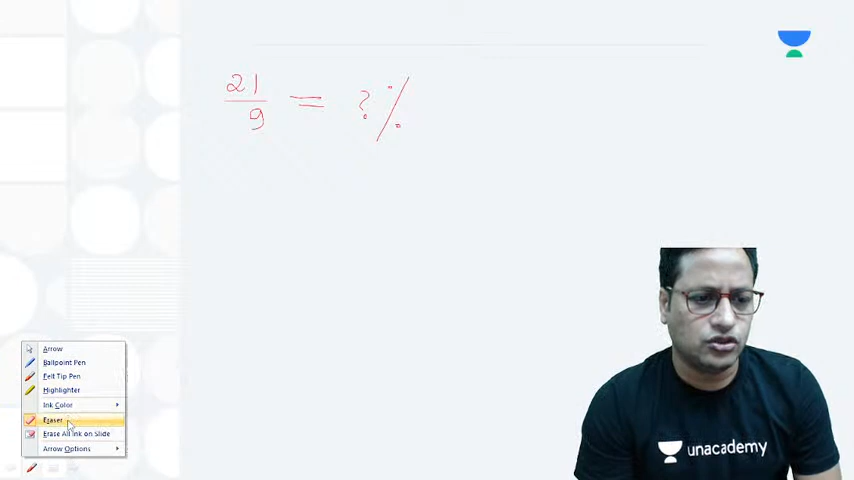 21/9 = ?%
Arrow
Ballpoint Pen
Felt Tip Pen
Highlighter
Ink Color
Eraser
Erase All Ink on Slide
Arrow Options
unacademy